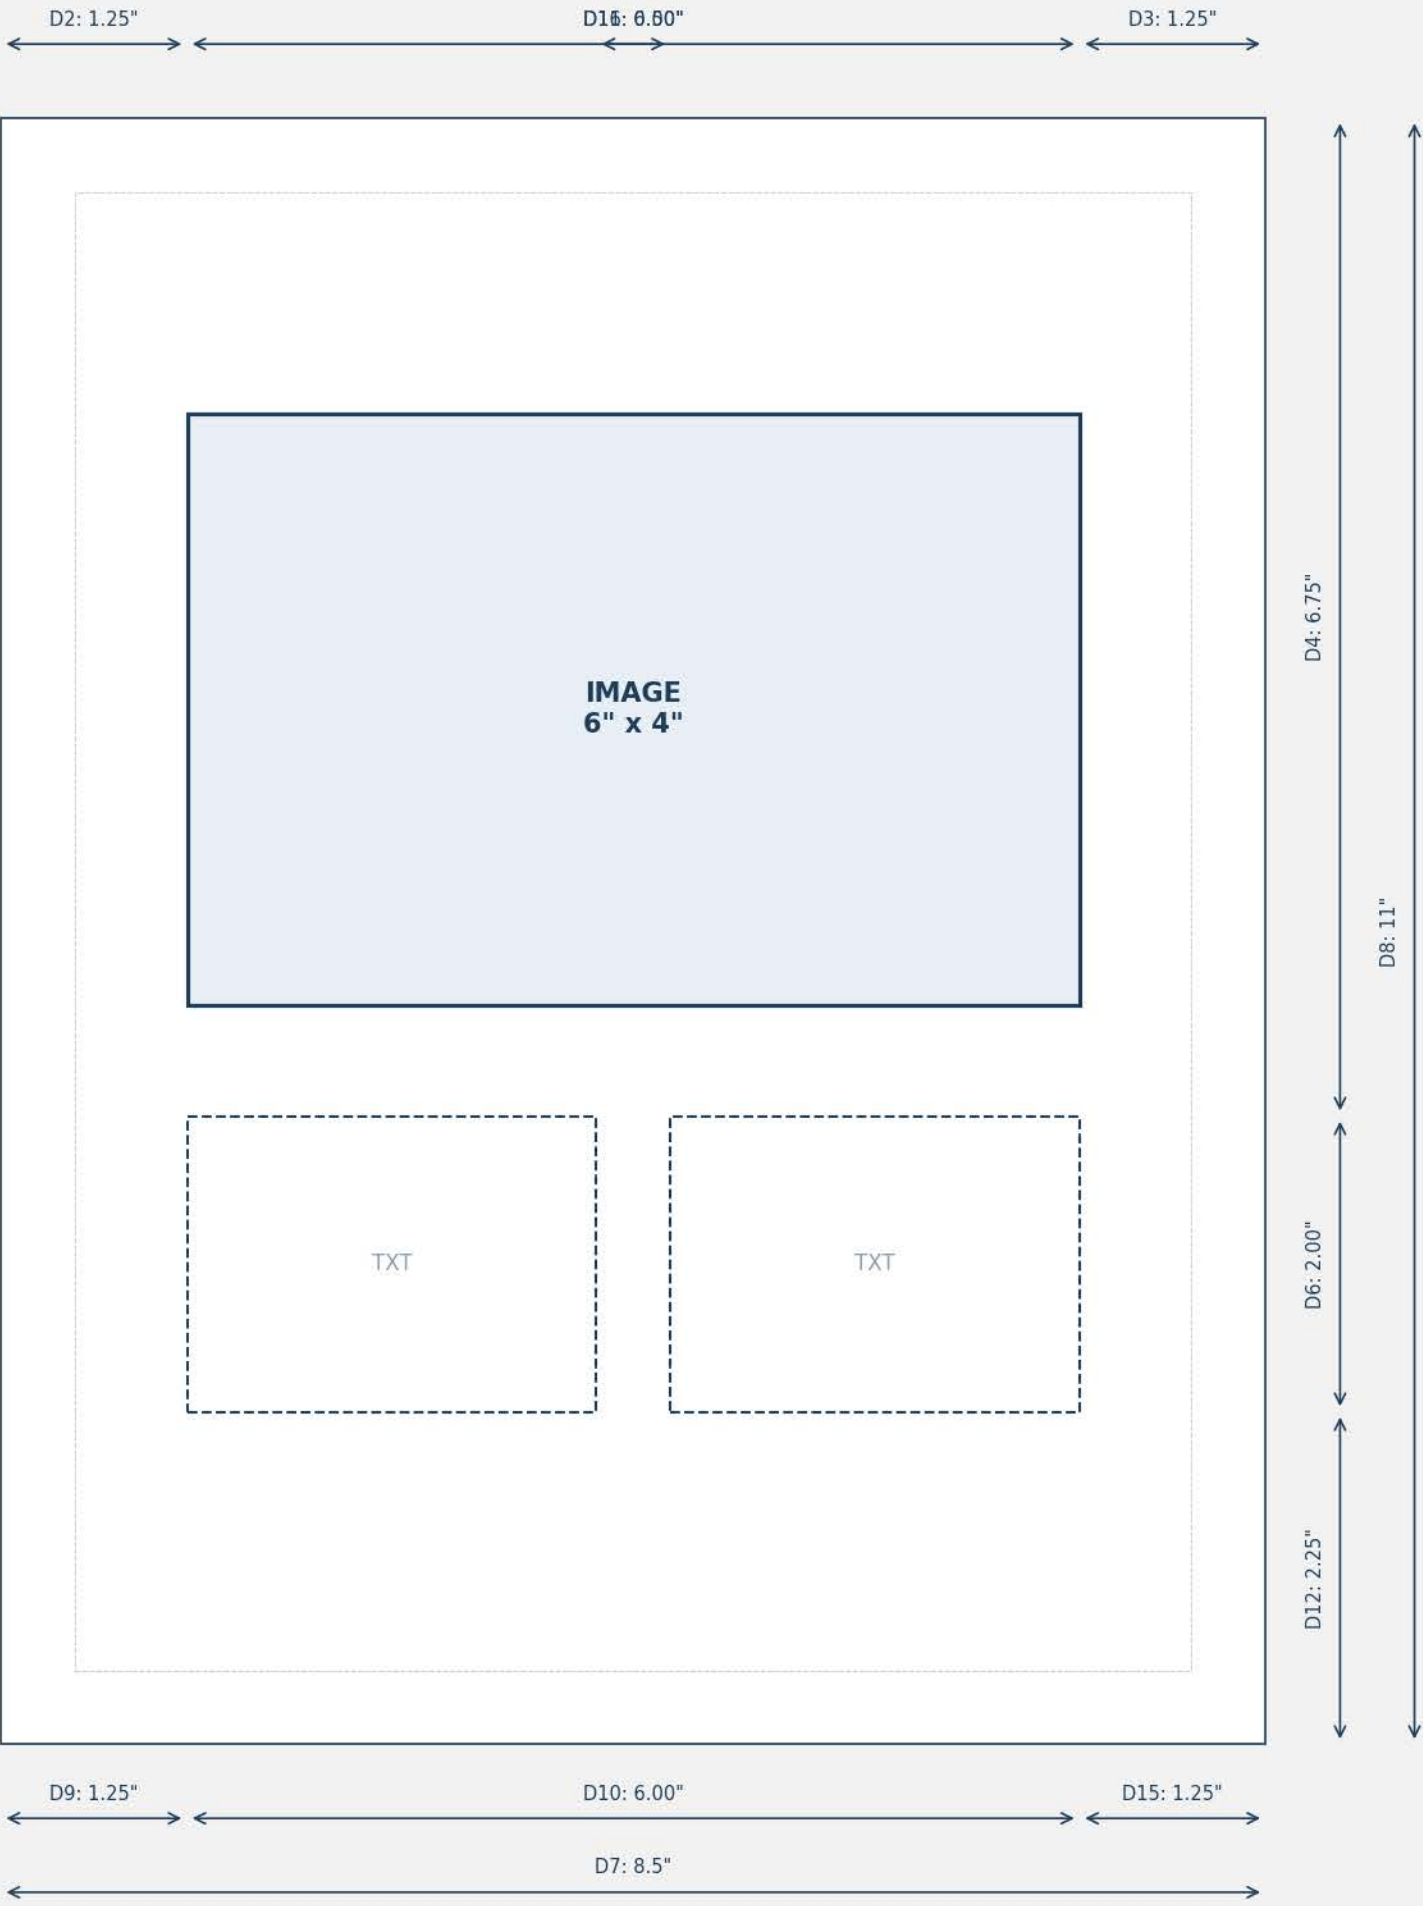 D2: 1.25"
D3: 1.25"
IMAGE
6" x 4"
D4: 6.75"
D8: 11"
TXT
TXT
D6: 2.00"
D12: 2.25"
D9: 1.25"
D10: 6.00"
D15: 1.25"
D7: 8.5"